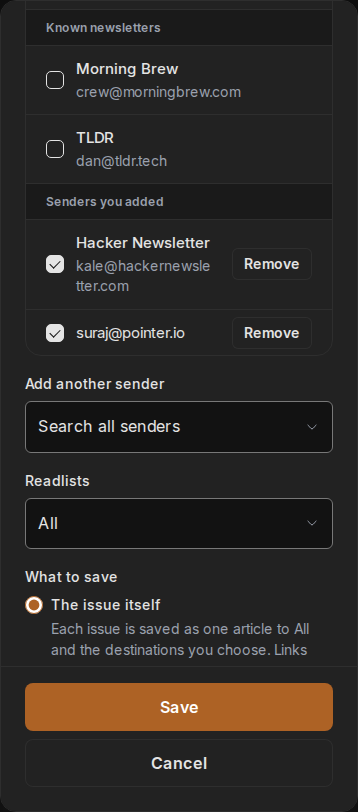 Known newsletters
Morning Brew
crew@morningbrew.com
TLDR
dan@tldr.tech
Senders you added
Hacker Newsletter
kale@hackernewsle
tter.com
Remove
suraj@pointer.io
Remove
Add another sender
Search all senders
Readlists
All
What to save
The issue itself
Each issue is saved as one article to All
and the destinations you choose. Links
Save
Cancel